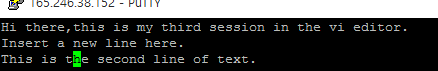 165.246.38.152 - PuTTY
Hi there,this is my third session in the vi editor.
Insert a new line here.
This is the second line of text.